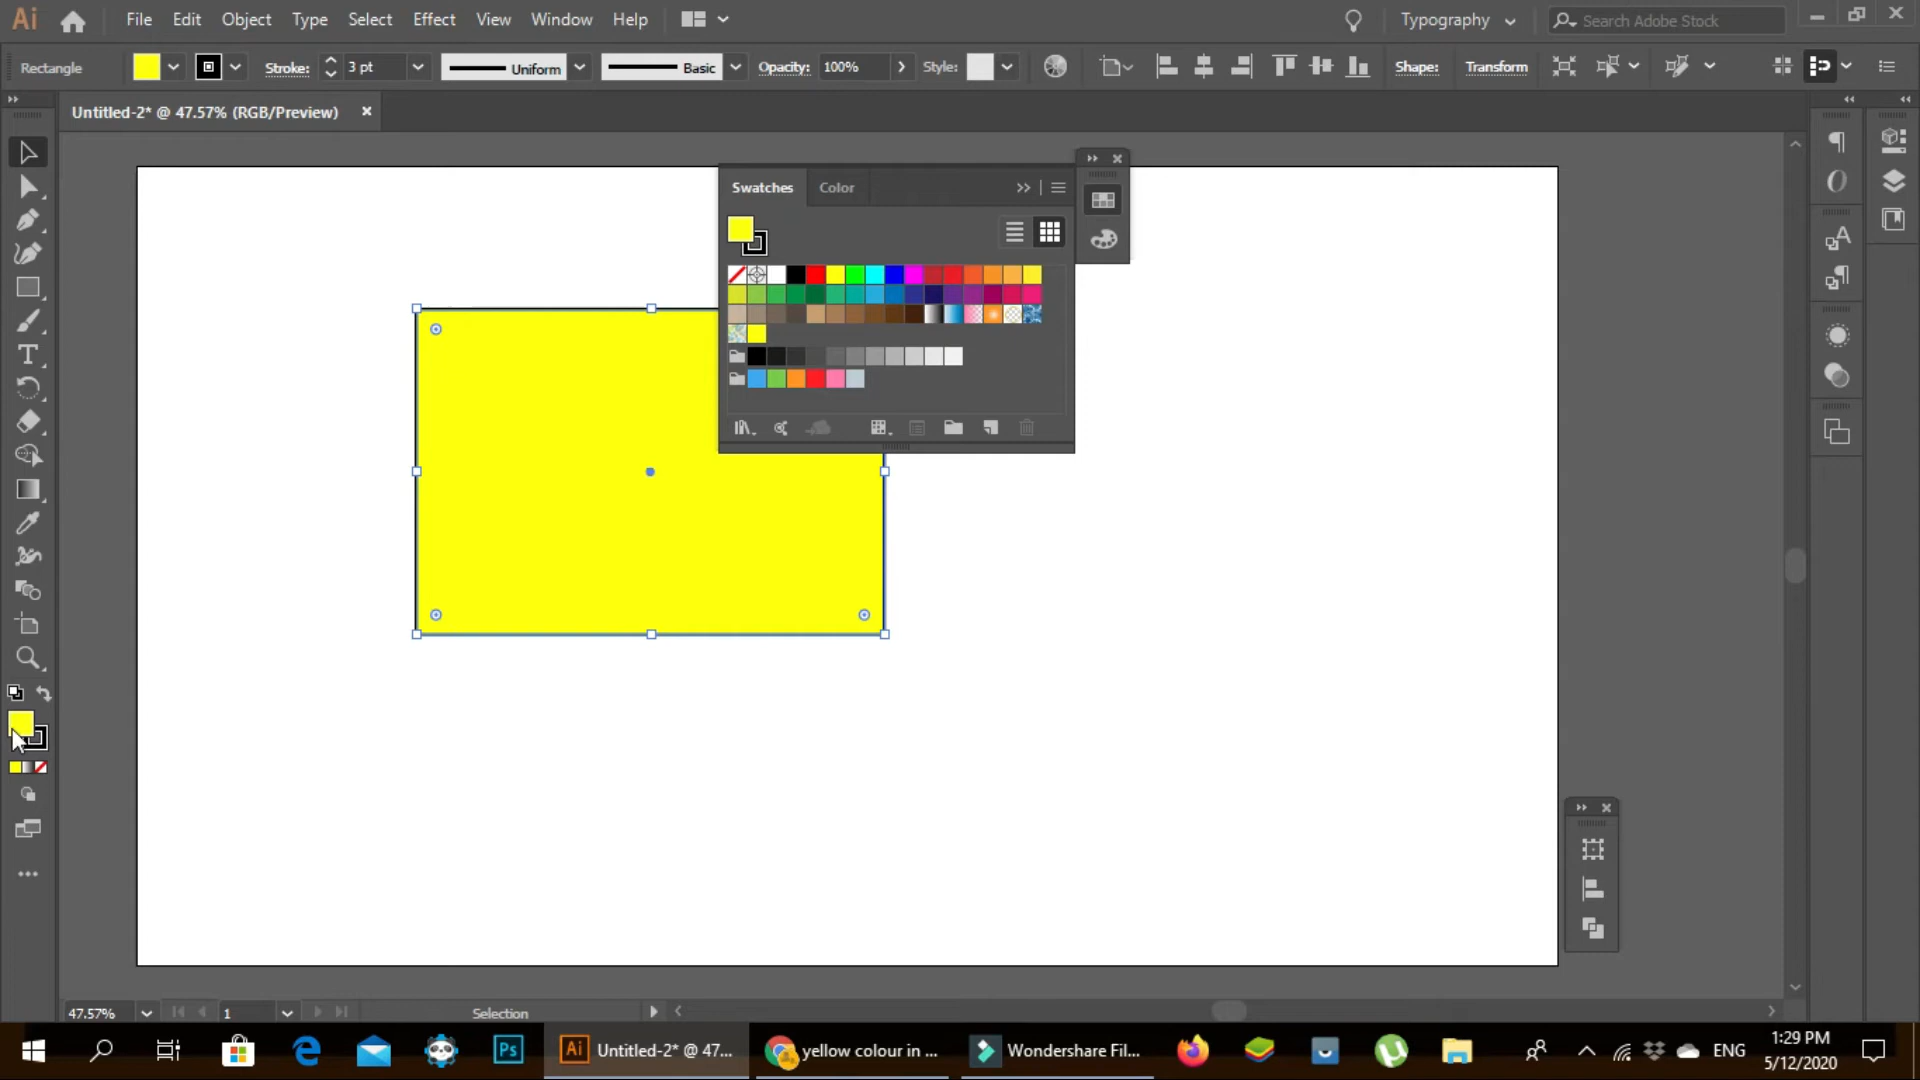 Ai File Edit Object Type Select Effect View Window Help Typography Search Adobe Stock
Rectangle Stroke: 3 pt Uniform Basic Opacity: 100% Style: Shape: Transform
Untitled-2* @ 47.57% (RGB/Preview)
Swatches Color
47.57% 1 Selection
Ps Ai Untitled-2* @ 47... yellow colour in ... Wondershare Fil... ENG 1:29 PM
5/12/2020